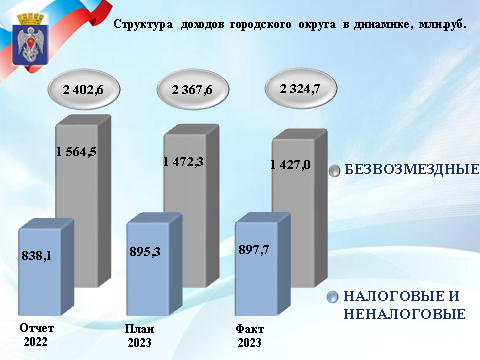 Структура доходов городского округа в динамике, млн.руб.
2 402,6
2 367,6
2 324,7
1 564,5
1 472,3
1 427,0
БЕЗВОЗМЕЗДНЫЕ
838,1
895,3
897,7
НАЛОГОВЫЕ И
НЕНАЛОГОВЫЕ
Отчет
2022
План
2023
Факт
2023